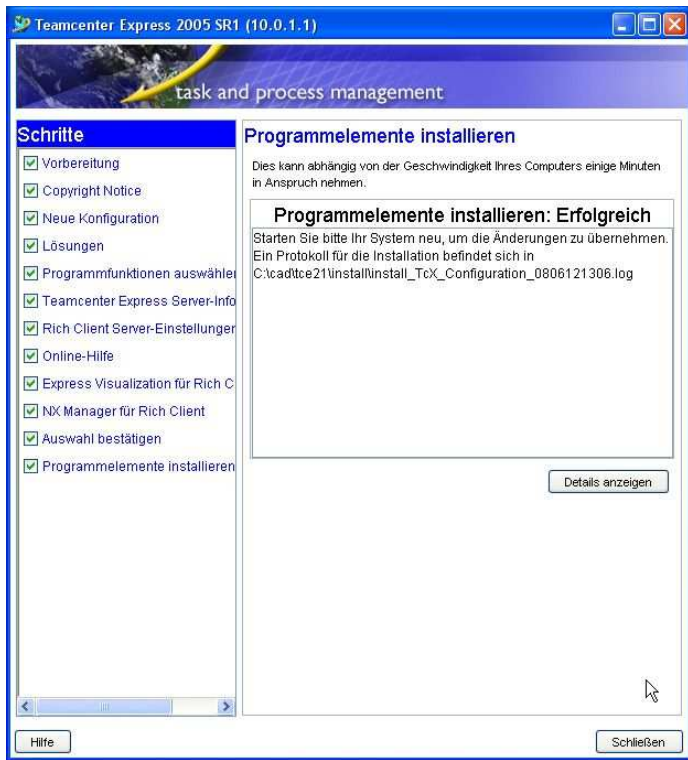 Teamcenter Express 2005 SR1 (10.0.1.1)
task and process management
Schritte
Vorbereitung
Copyright Notice
Neue Konfiguration
Lösungen
Programmfunktionen auswählen
Teamcenter Express Server-Info
Rich Client Server-Einstellungen
Online-Hilfe
Express Visualization für Rich C
NX Manager für Rich Client
Auswahl bestätigen
Programmelemente installieren
Programmelemente installieren
Dies kann abhängig von der Geschwindigkeit Ihres Computers einige Minuten
in Anspruch nehmen.
Programmelemente installieren: Erfolgreich
Starten Sie bitte Ihr System neu, um die Änderungen zu übernehmen.
Ein Protokoll für die Installation befindet sich in
C:\cad\tce21\install\install_TcX_Configuration_0806121306.log
Details anzeigen
Hilfe
Schließen